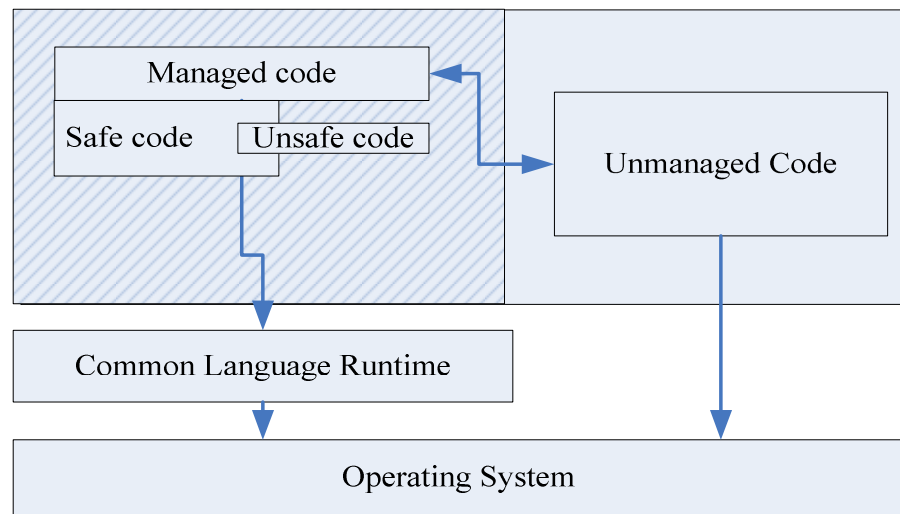 Managed code
Safe code
Unsafe code
Unmanaged Code
Common Language Runtime
Operating System